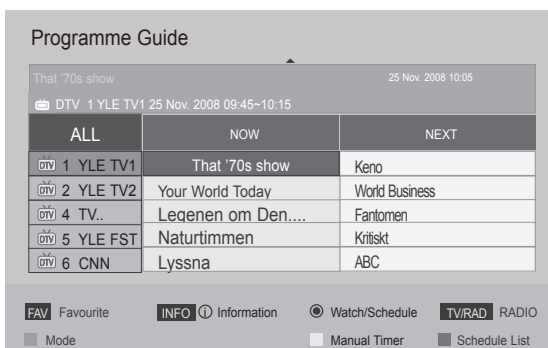 Programme Guide
That '70s show 25 Nov. 2008 10:05
DTV 1 YLE TV1 25 Nov. 2008 09:45~10:15
ALL NOW NEXT
DTV 1 YLE TV1 That '70s show Keno
DTV 2 YLE TV2 Your World Today World Business
DTV 4 TV.. Legenen om Den.... Fantomen
DTV 5 YLE FST Naturtimmen Kritiskt
DTV 6 CNN Lyssna ABC
FAV Favourite INFO i Information Watch/Schedule TV/RAD RADIO
Mode Manual Timer Schedule List